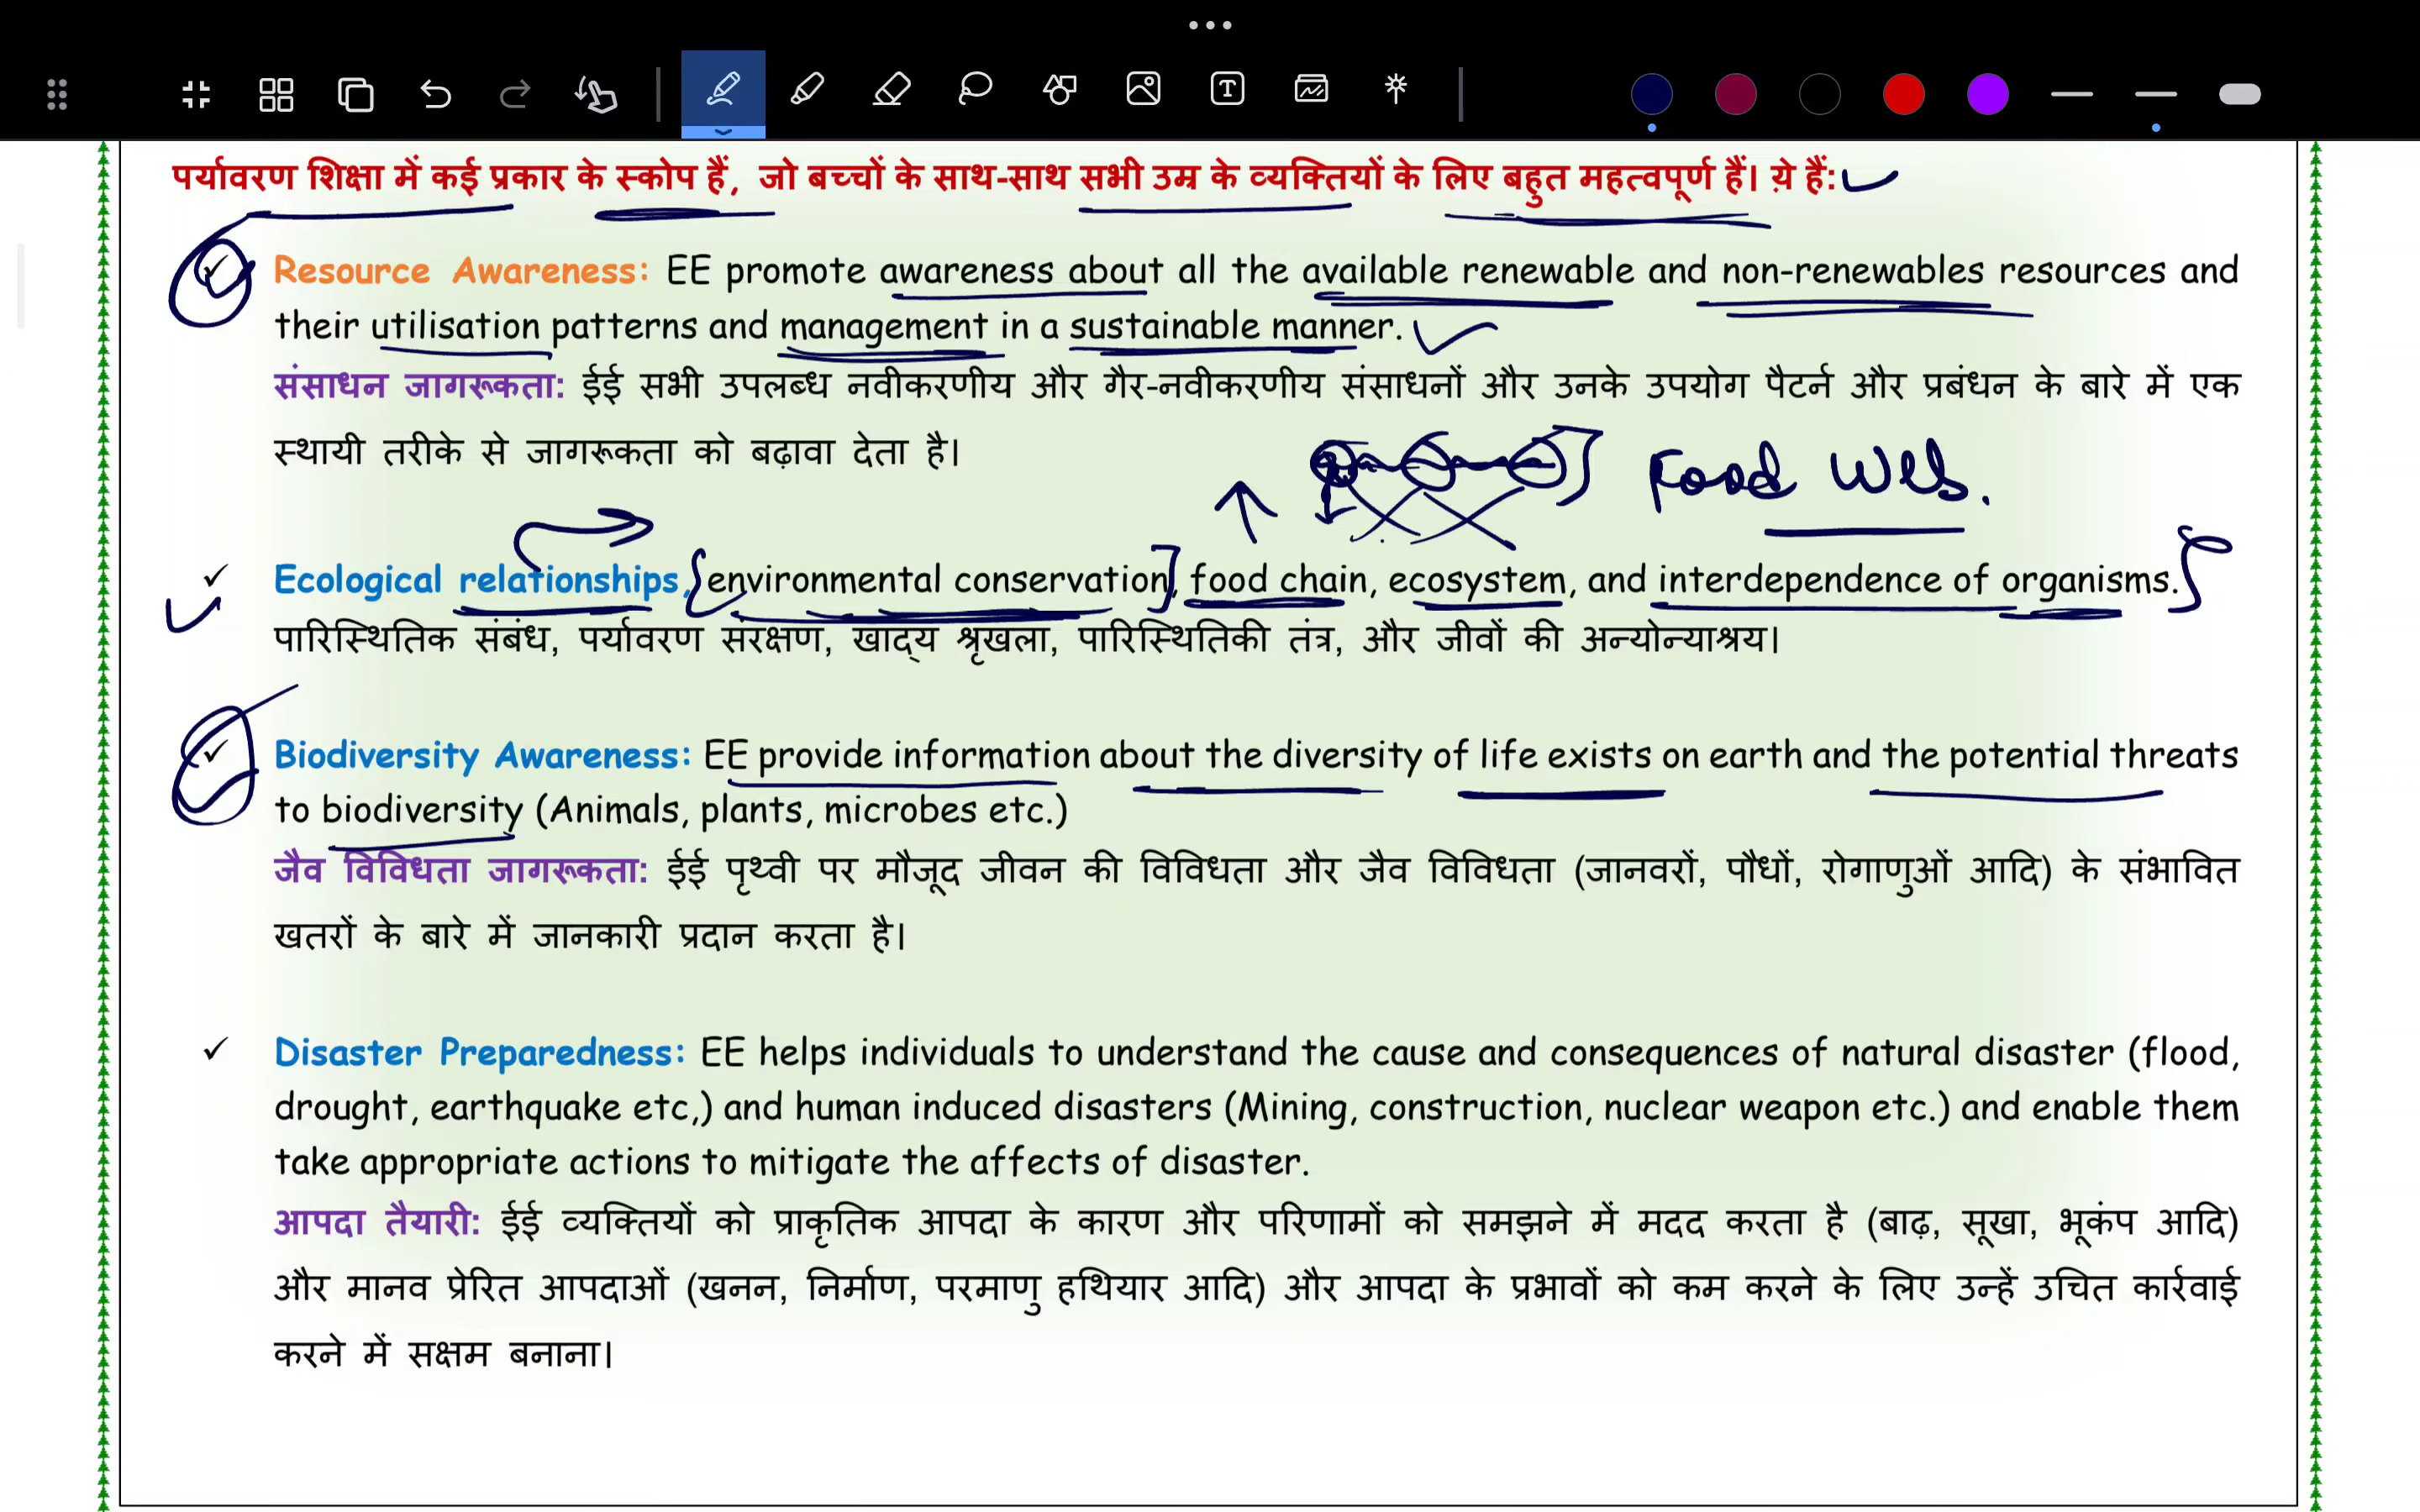 पर्यावरण शिक्षा में कई प्रकार के स्कोप हैं, जो बच्चों के साथ-साथ सभी उम्र के व्यक्तियों के लिए बहुत महत्वपूर्ण हैं। ये़ हैं:
Resource Awareness: EE promote awareness about all the available renewable and non-renewables resources and
their utilisation patterns and management in a sustainable manner.
संसाधन जागरूकता: ईई सभी उपलब्ध नवीकरणीय और गैर-नवीकरणीय संसाधनों और उनके उपयोग पैटर्न और प्रबंधन के बारे में एक
स्थायी तरीके से जागरूकता को बढ़ावा देता है।
Food Web.
Ecological relationships, environmental conservation, food chain, ecosystem, and interdependence of organisms.
पारिस्थितिक संबंध, पर्यावरण संरक्षण, खाद्य श्रृंखला, पारिस्थितिकी तंत्र, और जीवों की अन्योन्याश्रय।
Biodiversity Awareness: EE provide information about the diversity of life exists on earth and the potential threats
to biodiversity (Animals, plants, microbes etc.)
जैव विविधता जागरूकता: ईई पृथ्वी पर मौजूद जीवन की विविधता और जैव विविधता (जानवरों, पौधों, रोगाणुओं आदि) के संभावित
खतरों के बारे में जानकारी प्रदान करता है।
Disaster Preparedness: EE helps individuals to understand the cause and consequences of natural disaster (flood,
drought, earthquake etc,) and human induced disasters (Mining, construction, nuclear weapon etc.) and enable them
take appropriate actions to mitigate the affects of disaster.
आपदा तैयारी: ईई व्यक्तियों को प्राकृतिक आपदा के कारण और परिणामों को समझने में मदद करता है (बाढ़, सूखा, भूकंप आदि)
और मानव प्रेरित आपदाओं (खनन, निर्माण, परमाणु हथियार आदि) और आपदा के प्रभावों को कम करने के लिए उन्हें उचित कार्रवाई
करने में सक्षम बनाना।